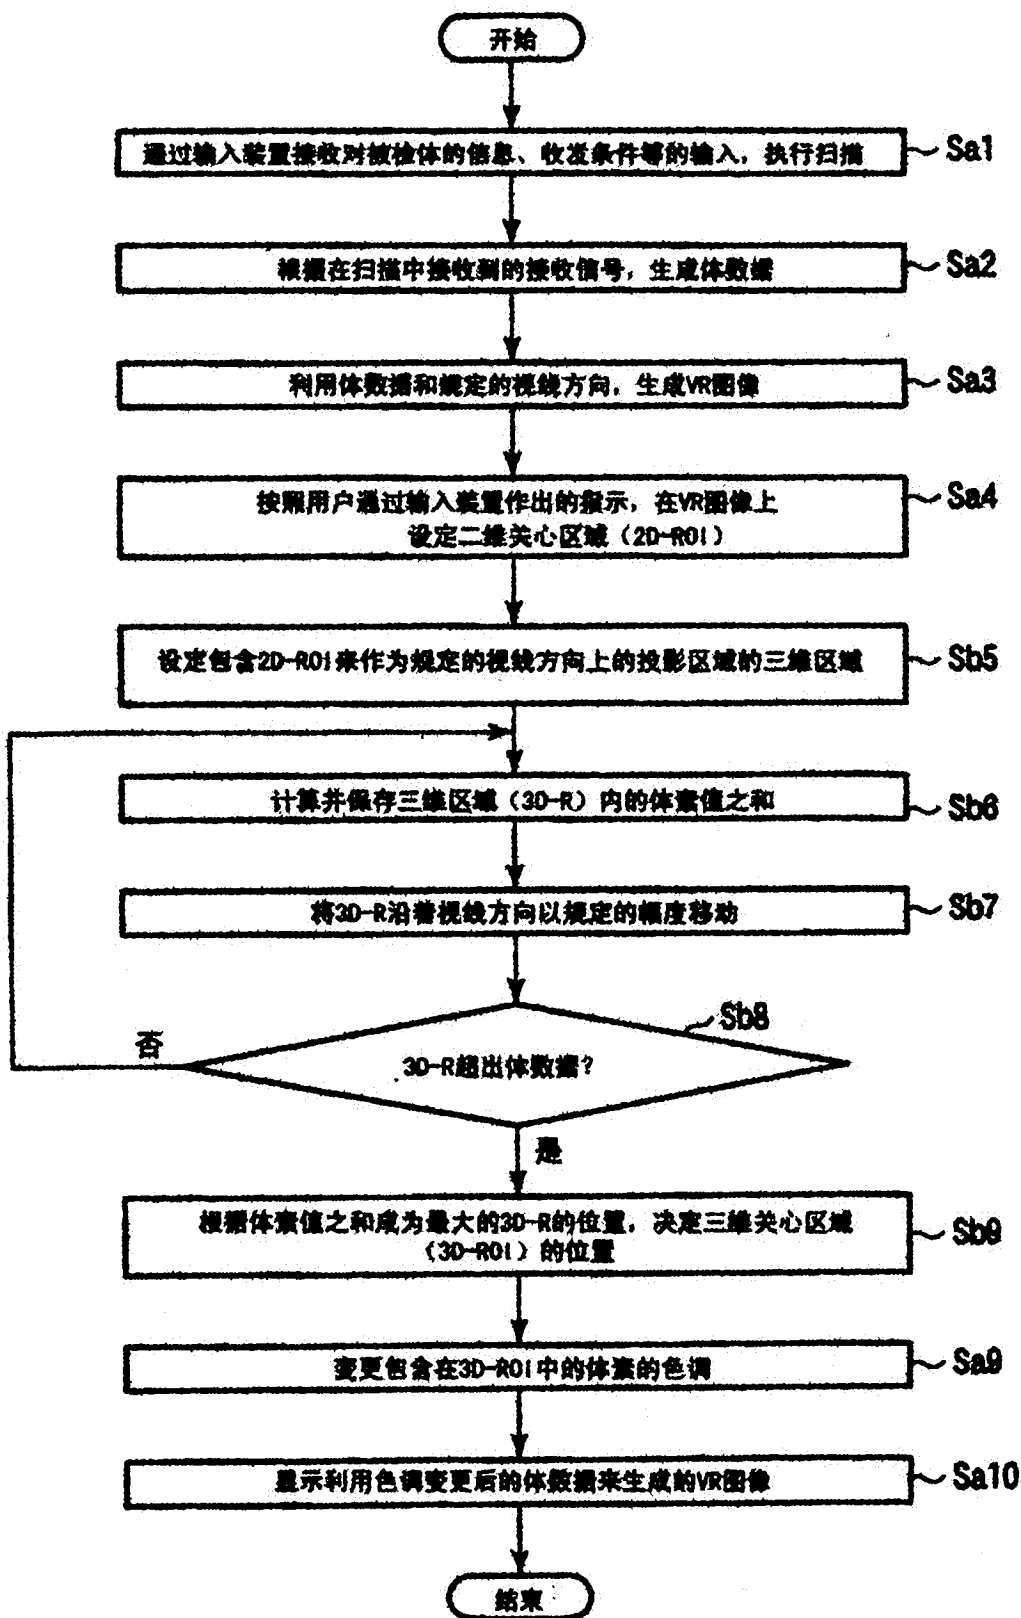 开始
通过输入装置接收对被检体的信息、收发条件等的输入，执行扫描
Sa1
根据在扫描中接收到的接收信号，生成体数据
Sa2
利用体数据和规定的视线方向，生成VR图像
Sa3
按照用户通过输入装置作出的指示，在VR图像上
设定二维关心区域（2D-ROI）
Sa4
设定包含2D-ROI来作为规定的视线方向上的投影区域的三维区域
Sb5
计算并保存三维区域（3D-R）内的体素值之和
Sb6
将3D-R沿着视线方向以规定的幅度移动
Sb7
Sb8
否
3D-R超出体数据?
是
根据体素值之和成为最大的3D-R的位置，决定三维关心区域
（3D-ROI）的位置
Sb9
变更包含在3D-ROI中的体素的色调
Sa9
显示利用色调变更后的体数据来生成的VR图像
Sa10
结束